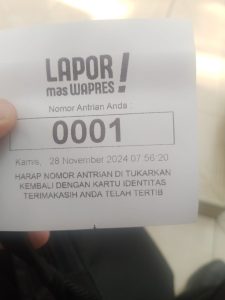 LAPOR!
mas WAPRES
Nomor Antrian Anda :
0001
Kamis, 28 November 2024 07:56:20
HARAP NOMOR ANTRIAN DI TUKARKAN
KEMBALI DENGAN KARTU IDENTITAS
TERIMAKASIH ANDA TELAH TERTIB